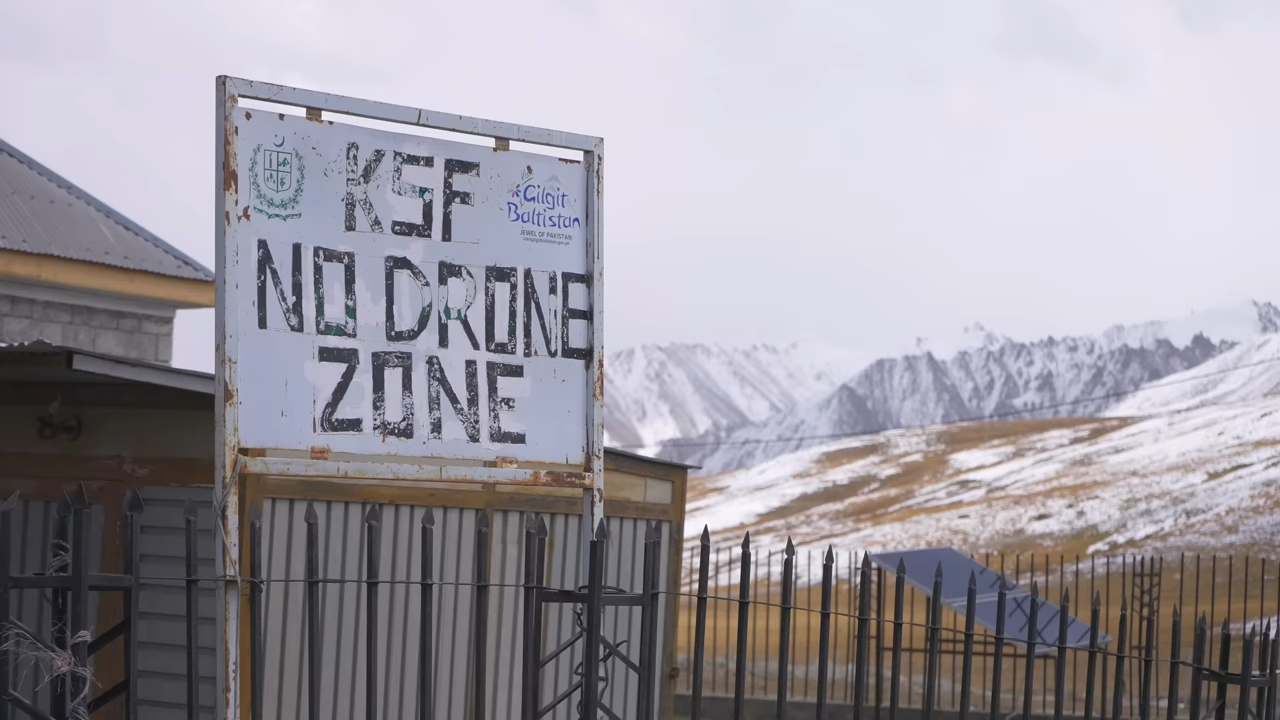 KSF
Gilgit
Baltistan
JEWEL OF PAKISTAN
NO DRONE
ZONE